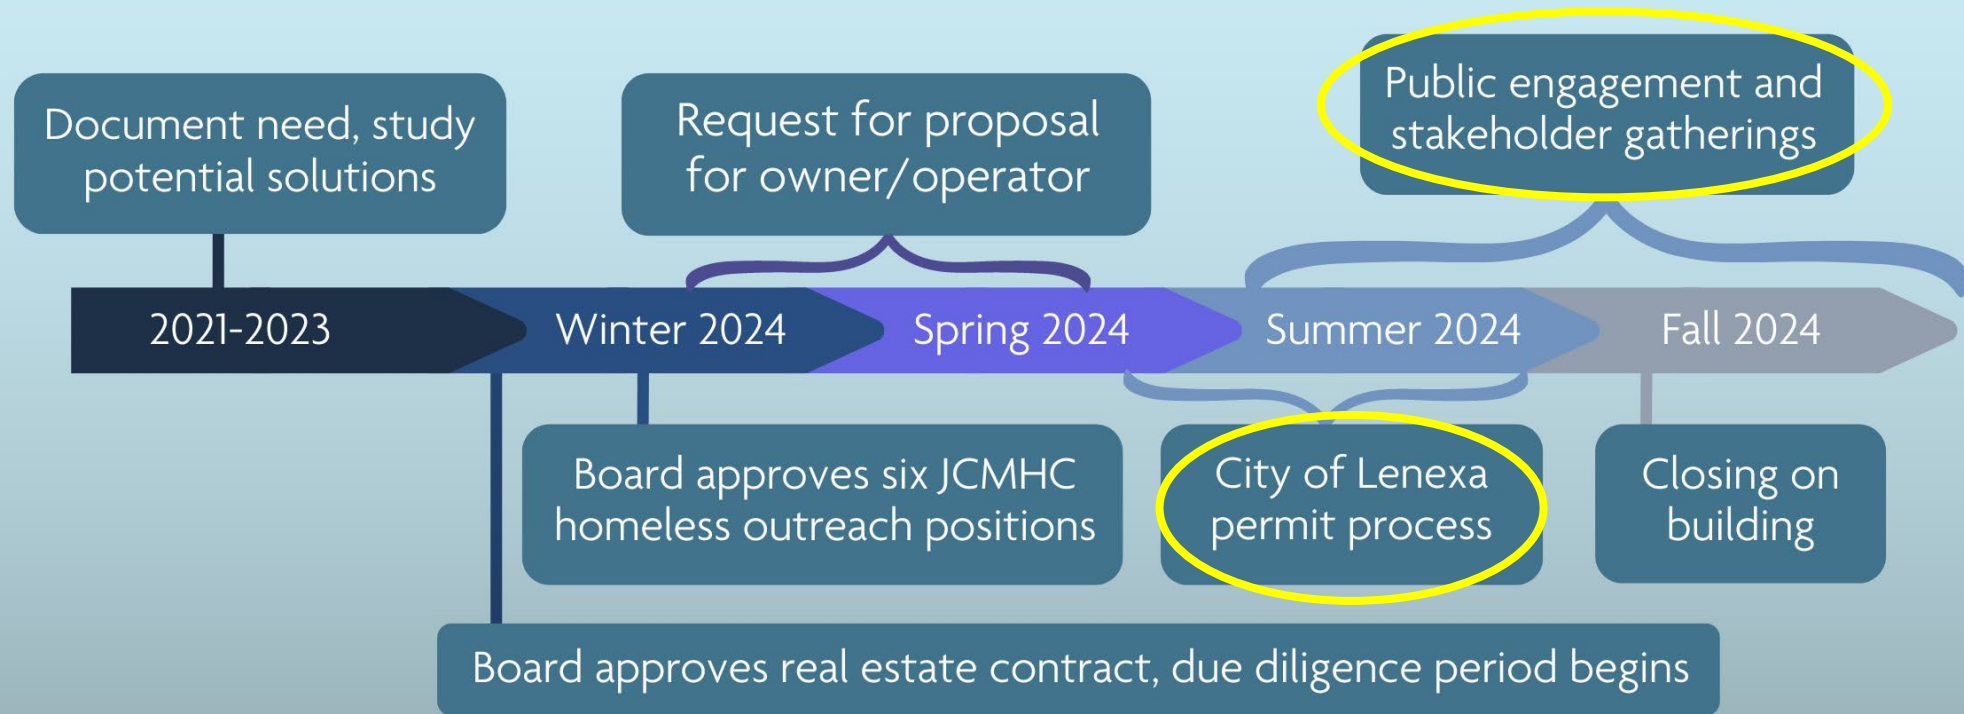 Document need, study
potential solutions
Request for proposal
for owner/operator
Public engagement and
stakeholder gatherings
2021-2023
Winter 2024
Spring 2024
Summer 2024
Fall 2024
Board approves six JCMHC
homeless outreach positions
City of Lenexa
permit process
Closing on
building
Board approves real estate contract, due diligence period begins